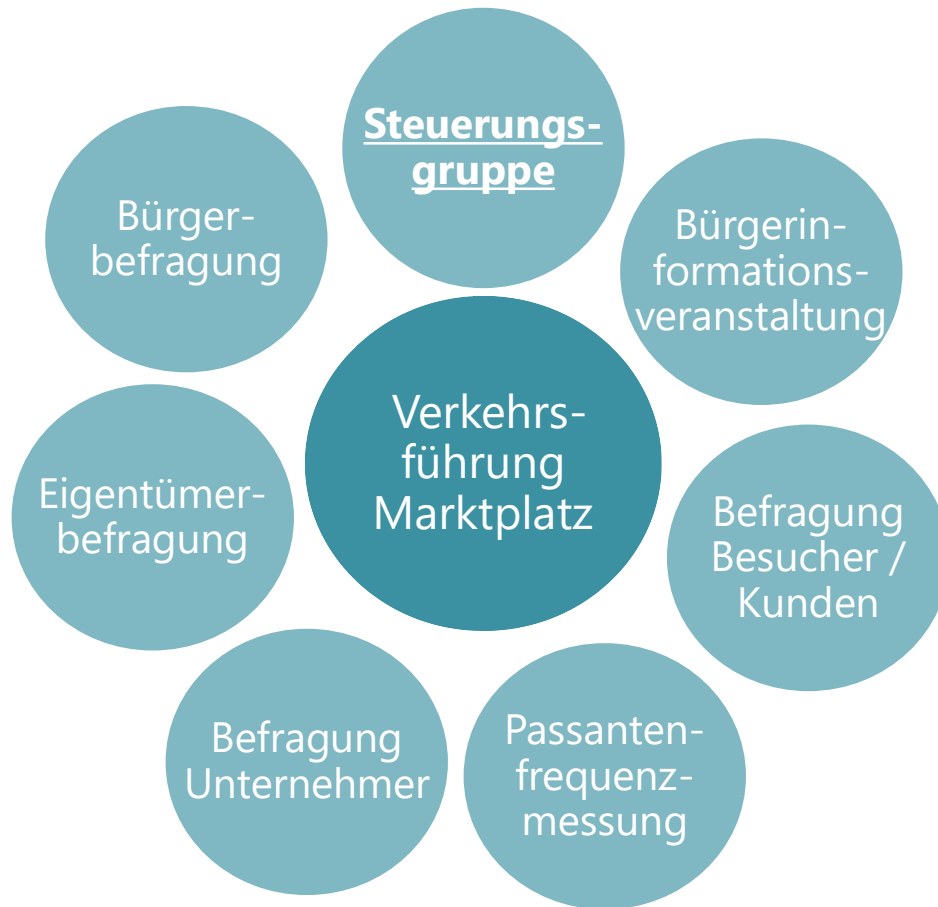 Steuerungs-
gruppe
Bürgerin-
formations-
veranstaltung
Befragung
Besucher /
Kunden
Passanten-
frequenz-
messung
Befragung
Unternehmer
Eigentümer-
befragung
Bürger-
befragung
Verkehrs-
führung
Marktplatz